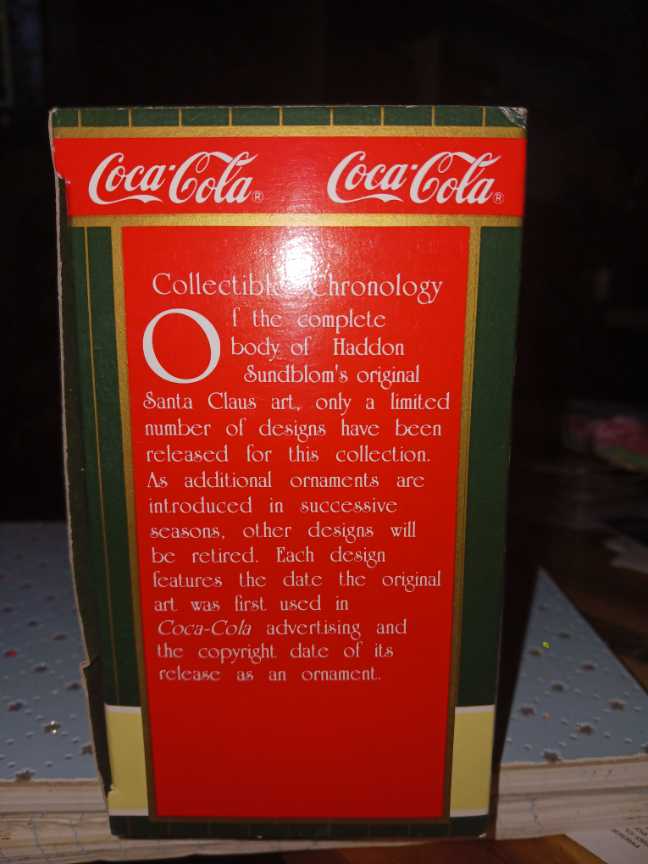 Coca-Cola® Coca-Cola®
Collectible Chronology
Of the complete
body of Haddon
Sundblom's original
Santa Claus art, only a limited
number of designs have been
released for this collection.
As additional ornaments are
introduced in successive
seasons, other designs will
be retired. Each design
features the date the original
art was first used in
Coca-Cola advertising and
the copyright date of its
release as an ornament.